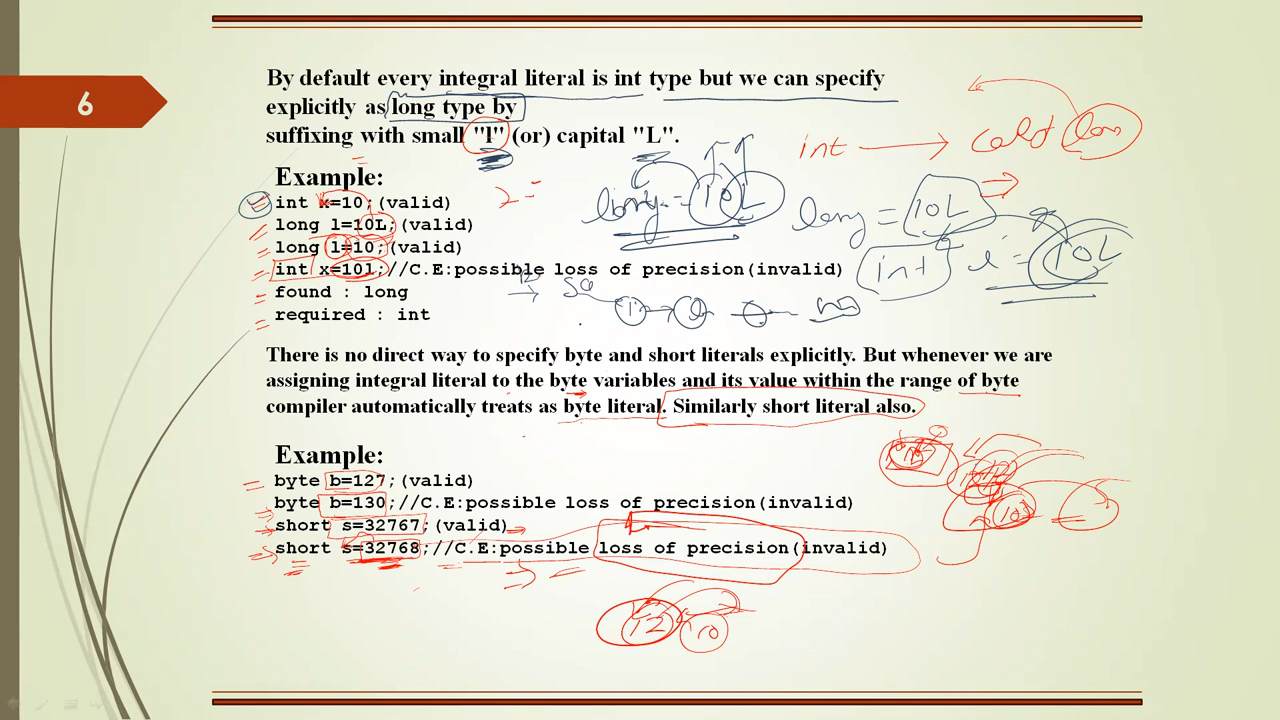 6
By default every integral literal is int type but we can specify
explicitly as long type by
suffixing with small "l" (or) capital "L".
Example:
int x=10;(valid)
long l=10L;(valid)
long l=10;(valid)
int x=10l;//C.E:possible loss of precision(invalid)
found : long
required : int
int
long = 10L
int
10L
There is no direct way to specify byte and short literals explicitly. But whenever we are
assigning integral literal to the byte variables and its value within the range of byte
compiler automatically treats as byte literal. Similarly short literal also.
Example:
byte b=127;(valid)
byte b=130;//C.E:possible loss of precision(invalid)
short s=32767;(valid)
short s=32768;//C.E:possible loss of precision(invalid)
12 10